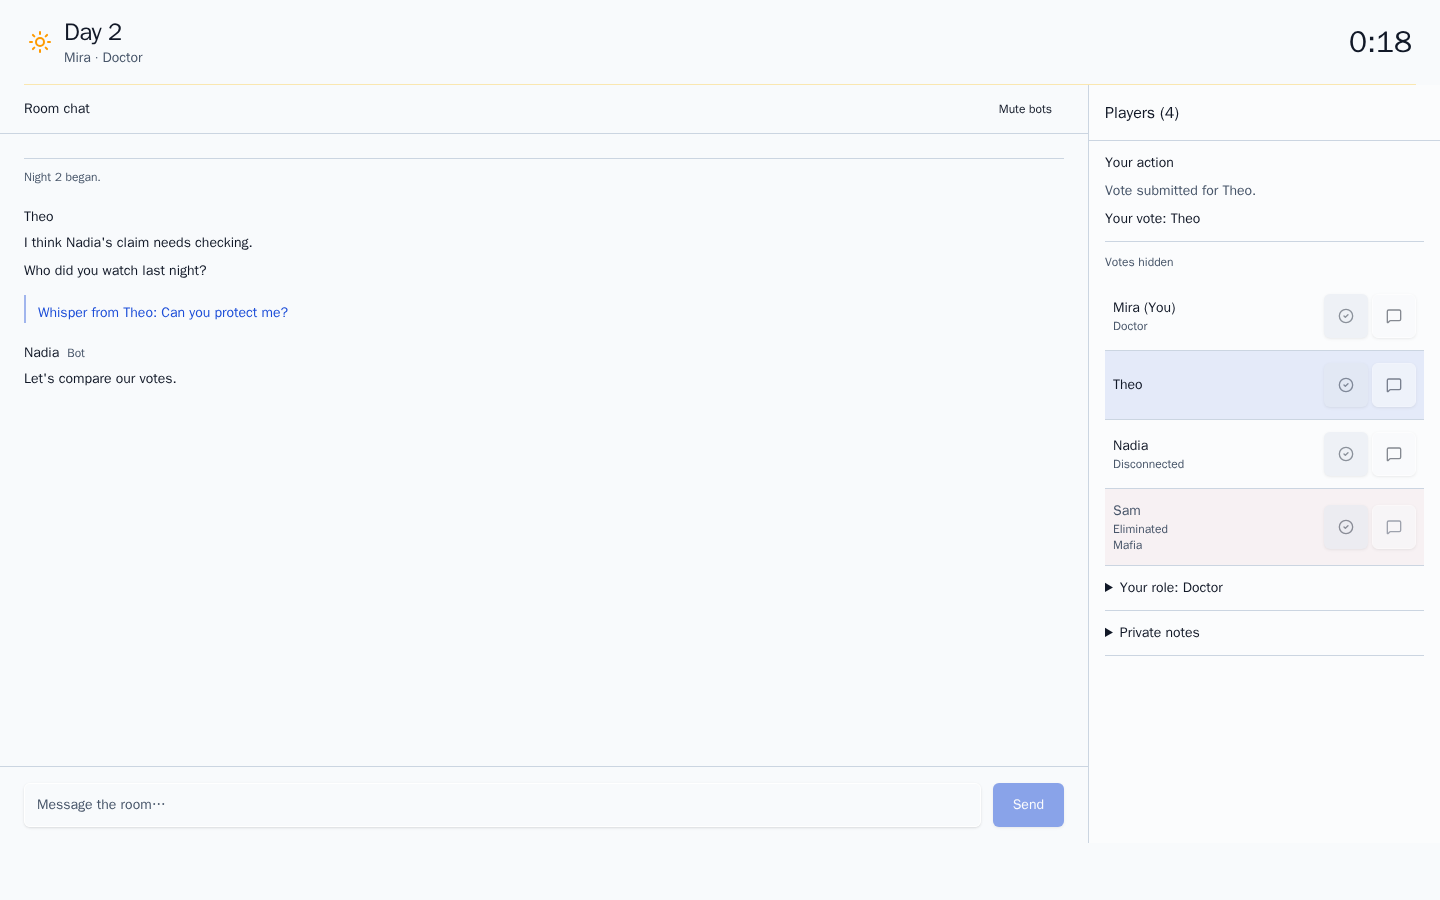 Day 2
Mira · Doctor
0:18
Room chat
Mute bots
Night 2 began.
Theo
I think Nadia's claim needs checking.
Who did you watch last night?
Whisper from Theo: Can you protect me?
Nadia Bot
Let's compare our votes.
Message the room…
Send
Players (4)
Your action
Vote submitted for Theo.
Your vote: Theo
Votes hidden
Mira (You)
Doctor
Theo
Nadia
Disconnected
Sam
Eliminated
Mafia
Your role: Doctor
Private notes